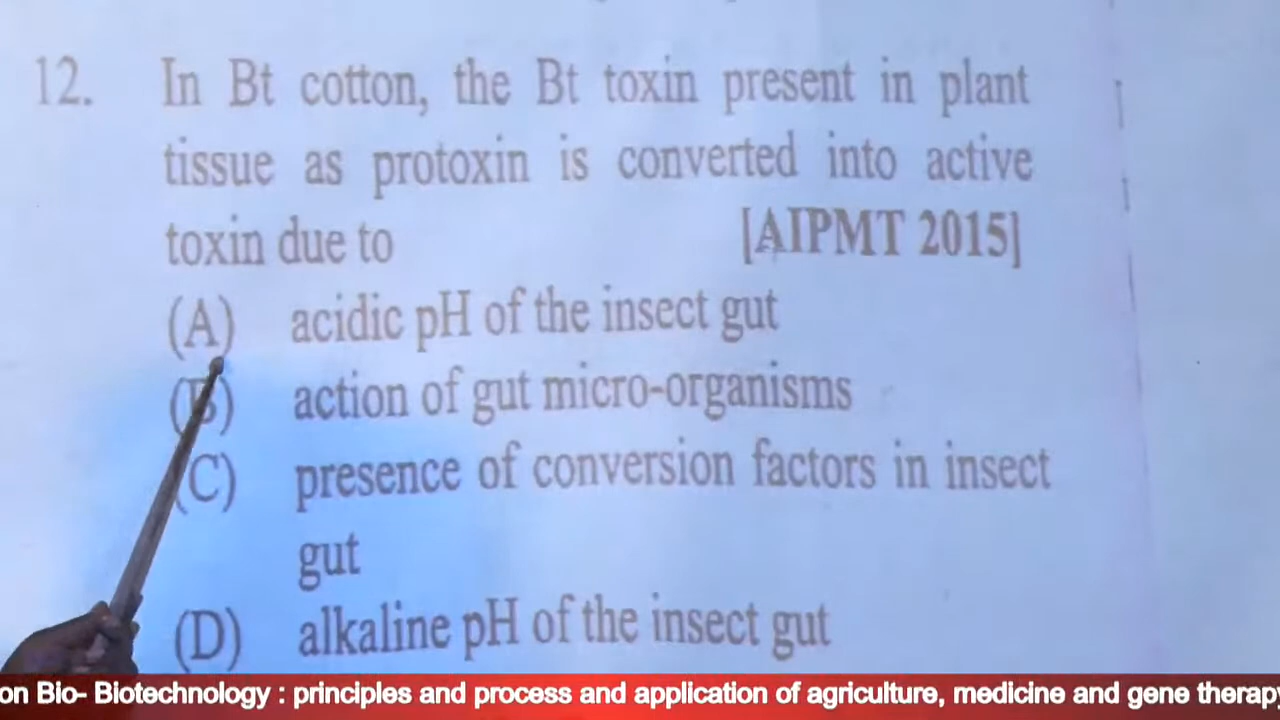 12. In Bt cotton, the Bt toxin present in plant
tissue as protoxin is converted into active
toxin due to [AIPMT 2015]
(A) acidic pH of the insect gut
(B) action of gut micro-organisms
(C) presence of conversion factors in insect
gut
(D) alkaline pH of the insect gut
on Bio- Biotechnology : principles and process and application of agriculture, medicine and gene therapy